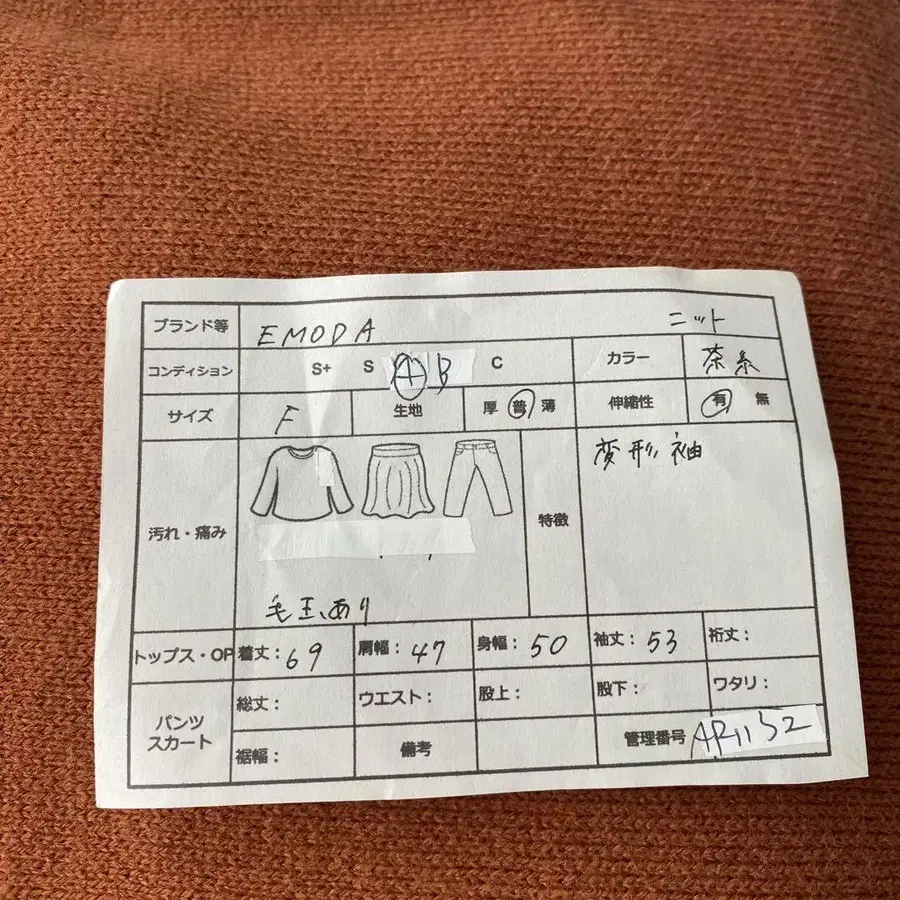 ブランド等 EMODA ニット
コンディション S+ S A B C カラー 茶系
サイズ F 生地 厚 普 薄 伸縮性 有 無
汚れ・痛み 毛玉あり 特徴 変形袖
トップス・OP 着丈：69 肩幅：47 身幅：50 袖丈：53 裄丈：
パンツ スカート 総丈： ウエスト： 股上： 股下： ワタリ：
裾幅： 備考 管理番号